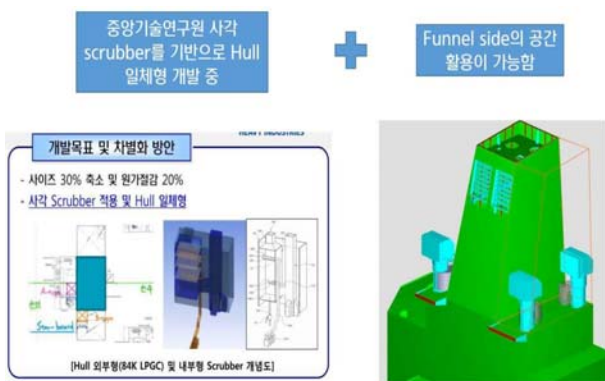 중앙기술연구원 사각
scrubber를 기반으로 Hull
일체형 개발 중
Funnel side의 공간
활용이 가능함
HEAVY INDUSTRIES
개발목표 및 차별화 방안
- 사이즈 30% 축소 및 원가절감 20%
- 사각 Scrubber 적용 및 Hull 일체형
[Hull 외부형(84K LPGC) 및 내부형 Scrubber 개념도]